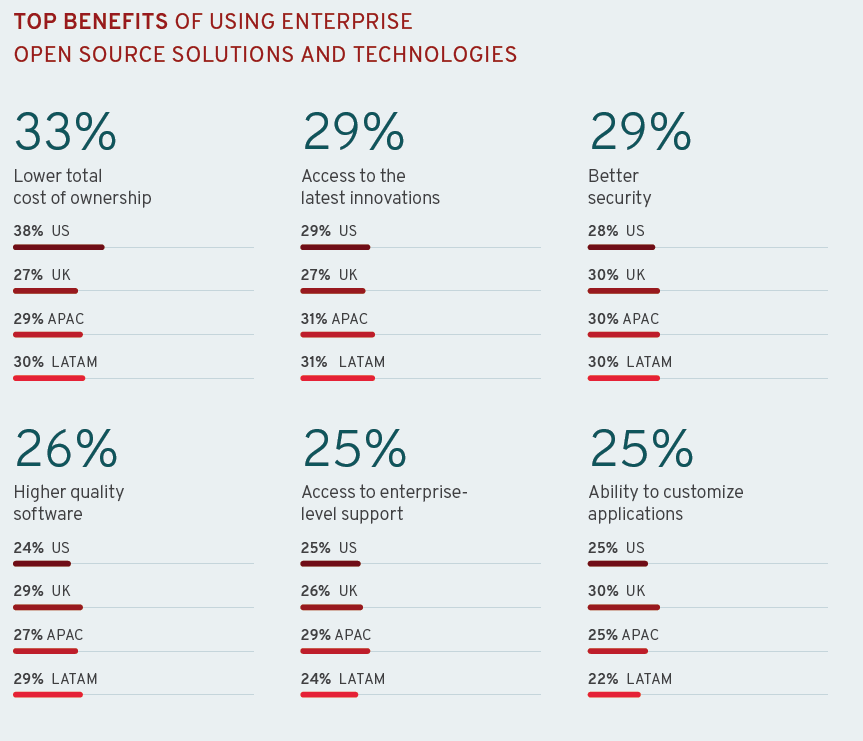 TOP BENEFITS OF USING ENTERPRISE
OPEN SOURCE SOLUTIONS AND TECHNOLOGIES
33%
Lower total
cost of ownership
38% US
27% UK
29% APAC
30% LATAM
29%
Access to the
latest innovations
29% US
27% UK
31% APAC
31% LATAM
29%
Better
security
28% US
30% UK
30% APAC
30% LATAM
26%
Higher quality
software
24% US
29% UK
27% APAC
29% LATAM
25%
Access to enterprise-
level support
25% US
26% UK
29% APAC
24% LATAM
25%
Ability to customize
applications
25% US
30% UK
25% APAC
22% LATAM